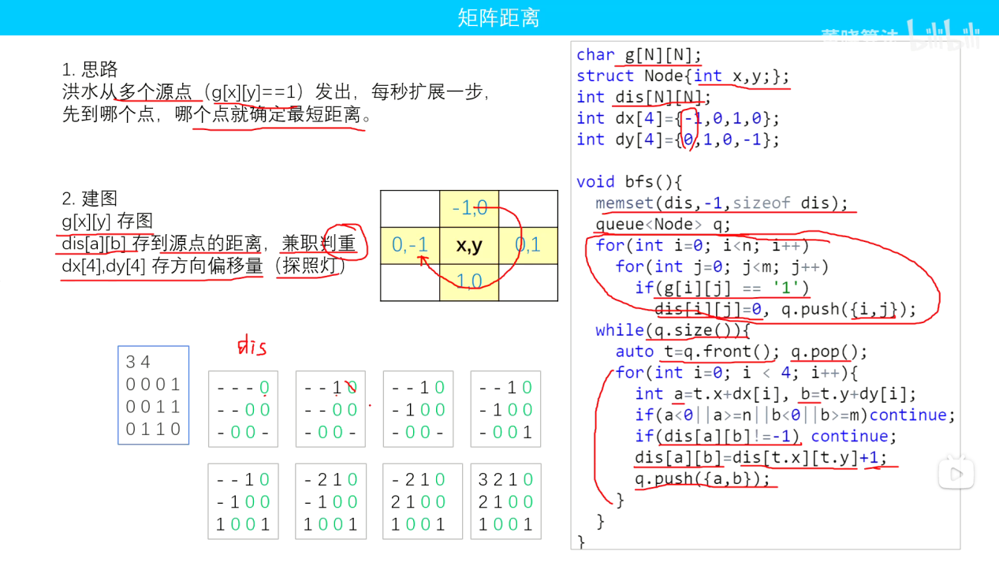 矩阵距离
董晓算法 bilibili
1. 思路
洪水从多个源点（g[x][y]==1）发出，每秒扩展一步，
先到哪个点，哪个点就确定最短距离。
2. 建图
g[x][y] 存图
dis[a][b] 存到源点的距离，兼职判重
dx[4],dy[4] 存方向偏移量（探照灯）
-1,0
0,-1 x,y 0,1
1,0
3 4
0 0 0 1
0 0 1 1
0 1 1 0
dis
- - - 0
- - 0 0
- 0 0 -
- - 1 0
- - 0 0
- 0 0 -
- - 1 0
- 1 0 0
- 0 0 -
- - 1 0
- 1 0 0
- 0 0 1
- - 1 0
- 1 0 0
1 0 0 1
- 2 1 0
- 1 0 0
1 0 0 1
- 2 1 0
2 1 0 0
1 0 0 1
3 2 1 0
2 1 0 0
1 0 0 1
char g[N][N];
struct Node{int x,y;};
int dis[N][N];
int dx[4]={-1,0,1,0};
int dy[4]={0,1,0,-1};
void bfs(){
memset(dis,-1,sizeof dis);
queue<Node> q;
for(int i=0; i<n; i++)
for(int j=0; j<m; j++)
if(g[i][j] == '1')
dis[i][j]=0, q.push({i,j});
while(q.size()){
auto t=q.front(); q.pop();
for(int i=0; i < 4; i++){
int a=t.x+dx[i], b=t.y+dy[i];
if(a<0||a>=n||b<0||b>=m)continue;
if(dis[a][b]!=-1) continue;
dis[a][b]=dis[t.x][t.y]+1;
q.push({a,b});
}
}
}